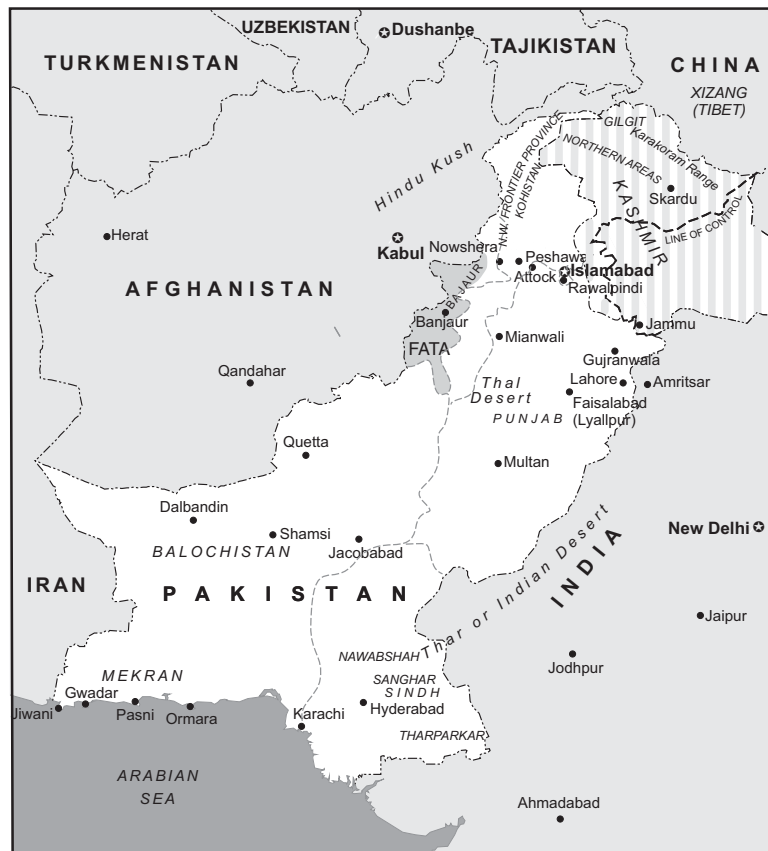 UZBEKISTAN
Dushanbe
TAJIKISTAN
TURKMENISTAN
CHINA
XIZANG
(TIBET)
GILGIT
Karakoram Range
NORTHERN AREAS
Skardu
KASHMIR
LINE OF CONTROL
N.W. FRONTIER PROVINCE
KOHISTAN
Hindu Kush
Herat
Kabul
Nowshera
Peshawa
Islamabad
Attock
Rawalpindi
BAJAUR
AFGHANISTAN
Banjaur
FATA
Mianwali
Jammu
Gujranwala
Qandahar
Thal
Desert
Lahore
Amritsar
Faisalabad
(Lyallpur)
PUNJAB
Quetta
Multan
Dalbandin
Shamsi
Jacobabad
BALOCHISTAN
New Delhi
Thar or Indian Desert
INDIA
IRAN
PAKISTAN
Jaipur
Jodhpur
NAWABSHAH
SANGHAR
SINDH
Hyderabad
MEKRAN
Gwadar
Jiwani
Pasni
Ormara
Karachi
THARPARKAR
ARABIAN
SEA
Ahmadabad